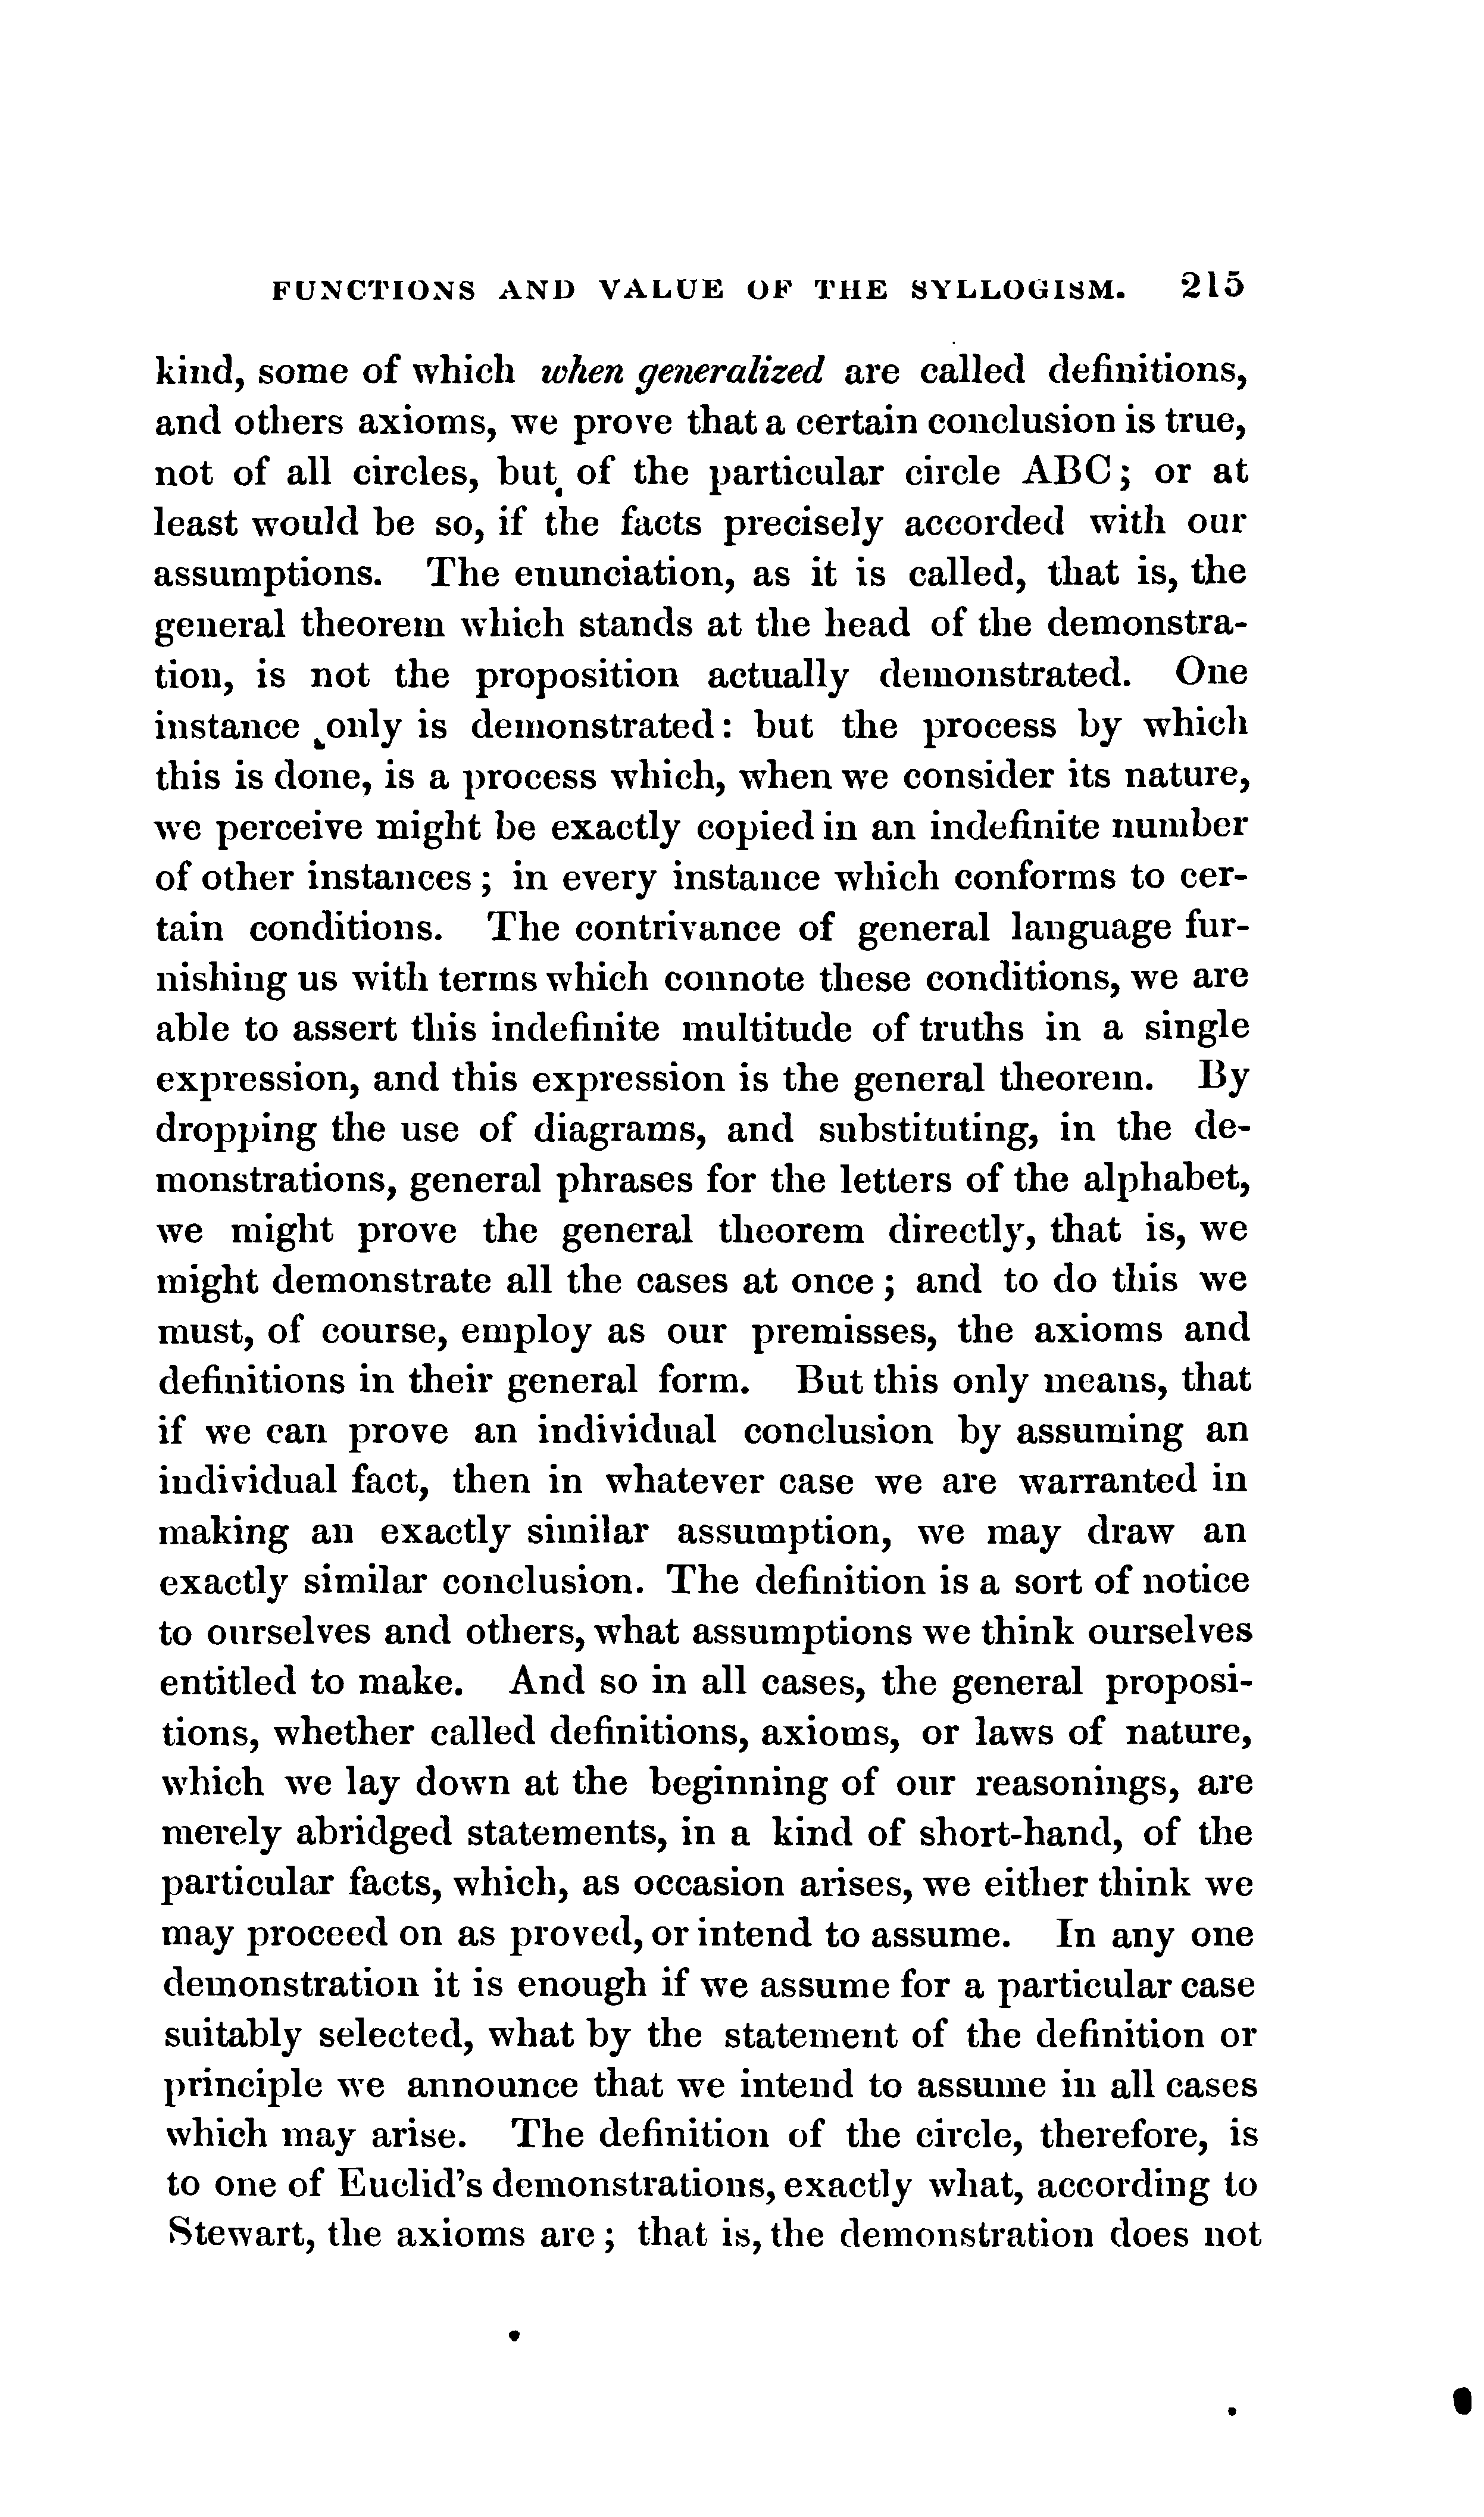 FUNCTIONS AND VALUE OF THE SYLLOGISM. 215
kind, some of which when generalized are called definitions,
and others axioms, we prove that a certain conclusion is true,
not of all circles, but of the particular circle ABC; or at
least would be so, if the facts precisely accorded with our
assumptions. The enunciation, as it is called, that is, the
general theorem which stands at the head of the demonstra-
tion, is not the proposition actually demonstrated. One
instance only is demonstrated: but the process by which
this is done, is a process which, when we consider its nature,
we perceive might be exactly copied in an indefinite number
of other instances; in every instance which conforms to cer-
tain conditions. The contrivance of general language fur-
nishing us with terms which connote these conditions, we are
able to assert this indefinite multitude of truths in a single
expression, and this expression is the general theorem. By
dropping the use of diagrams, and substituting, in the de-
monstrations, general phrases for the letters of the alphabet,
we might prove the general theorem directly, that is, we
might demonstrate all the cases at once; and to do this we
must, of course, employ as our premisses, the axioms and
definitions in their general form. But this only means, that
if we can prove an individual conclusion by assuming an
individual fact, then in whatever case we are warranted in
making an exactly similar assumption, we may draw an
exactly similar conclusion. The definition is a sort of notice
to ourselves and others, what assumptions we think ourselves
entitled to make. And so in all cases, the general proposi-
tions, whether called definitions, axioms, or laws of nature,
which we lay down at the beginning of our reasonings, are
merely abridged statements, in a kind of short-hand, of the
particular facts, which, as occasion arises, we either think we
may proceed on as proved, or intend to assume. In any one
demonstration it is enough if we assume for a particular case
suitably selected, what by the statement of the definition or
principle we announce that we intend to assume in all cases
which may arise. The definition of the circle, therefore, is
to one of Euclid's demonstrations, exactly what, according to
Stewart, the axioms are; that is, the demonstration does not